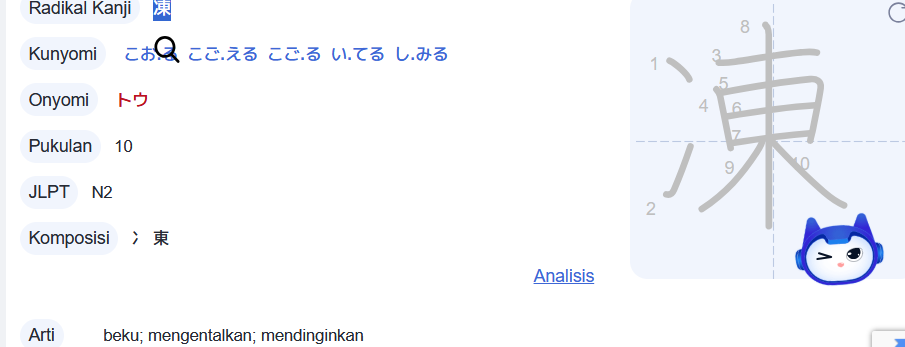 Radikal Kanji 凍
Kunyomi こお.る こご.える こご.る い.てる し.みる
Onyomi トウ
Pukulan 10
JLPT N2
Komposisi 冫 東
Analisis
Arti beku; mengentalkan; mendinginkan
凍
1
2
3
4
5
6
7
8
9
10